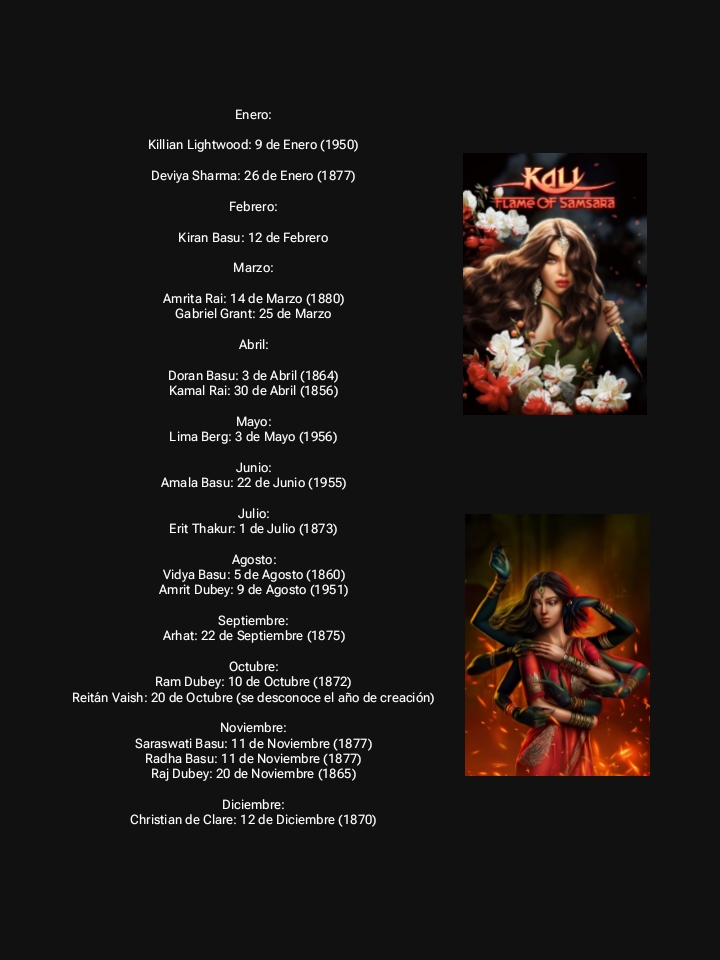 Enero:
Killian Lightwood: 9 de Enero (1950)
Deviya Sharma: 26 de Enero (1877)
Febrero:
Kiran Basu: 12 de Febrero
Marzo:
Amrita Rai: 14 de Marzo (1880)
Gabriel Grant: 25 de Marzo
Abril:
Doran Basu: 3 de Abril (1864)
Kamal Rai: 30 de Abril (1856)
Mayo:
Lima Berg: 3 de Mayo (1956)
Junio:
Amala Basu: 22 de Junio (1955)
Julio:
Erit Thakur: 1 de Julio (1873)
Agosto:
Vidya Basu: 5 de Agosto (1860)
Amrit Dubey: 9 de Agosto (1951)
Septiembre:
Arhat: 22 de Septiembre (1875)
Octubre:
Ram Dubey: 10 de Octubre (1872)
Reitán Vaish: 20 de Octubre (se desconoce el año de creación)
Noviembre:
Saraswati Basu: 11 de Noviembre (1877)
Radha Basu: 11 de Noviembre (1877)
Raj Dubey: 20 de Noviembre (1865)
Diciembre:
Christian de Clare: 12 de Diciembre (1870)
KALI
FLAME OF SAMSARA